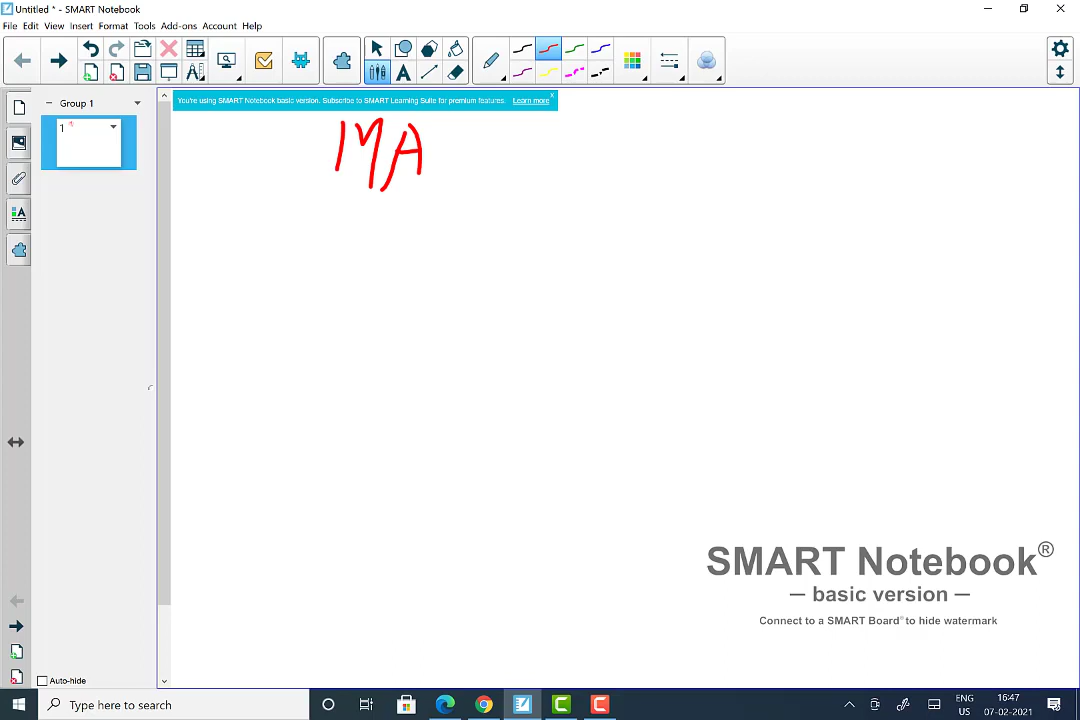 Untitled * - SMART Notebook
File Edit View Insert Format Tools Add-ons Account Help
Group 1
You're using SMART Notebook basic version. Subscribe to SMART Learning Suite for premium features. Learn more x
1
MA
SMART Notebook®
— basic version —
Connect to a SMART Board® to hide watermark
Auto-hide
Type here to search
ENG
US
16:47
07-02-2021